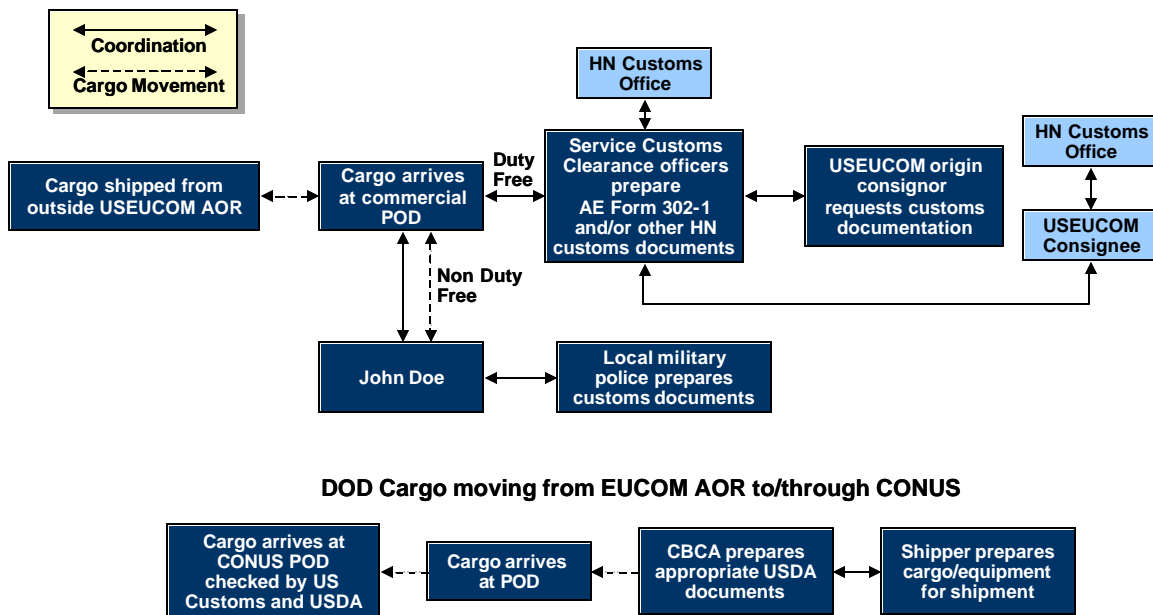 Coordination
Cargo Movement
HN Customs
Office
HN Customs
Office
Cargo shipped from
outside USEUCOM AOR
Cargo arrives
at commercial
POD
Duty
Free
Service Customs
Clearance officers
prepare
AE Form 302-1
and/or other HN
customs documents
USEUCOM origin
consignor
requests customs
documentation
USEUCOM
Consignee
Non Duty
Free
John Doe
Local military
police prepares
customs documents
DOD Cargo moving from EUCOM AOR to/through CONUS
Cargo arrives at
CONUS POD
checked by US
Customs and USDA
Cargo arrives
at POD
CBCA prepares
appropriate USDA
documents
Shipper prepares
cargo/equipment
for shipment